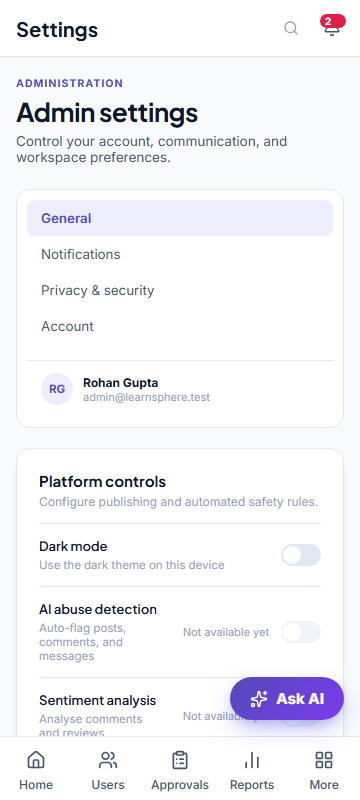 Settings
2
ADMINISTRATION
Admin settings
Control your account, communication, and
workspace preferences.
General
Notifications
Privacy & security
Account
RG
Rohan Gupta
admin@learnsphere.test
Platform controls
Configure publishing and automated safety rules.
Dark mode
Use the dark theme on this device
AI abuse detection
Auto-flag posts,
comments, and
messages
Not available yet
Sentiment analysis
Analyse comments
and reviews
Not
Ask AI
Home
Users
Approvals
Reports
More